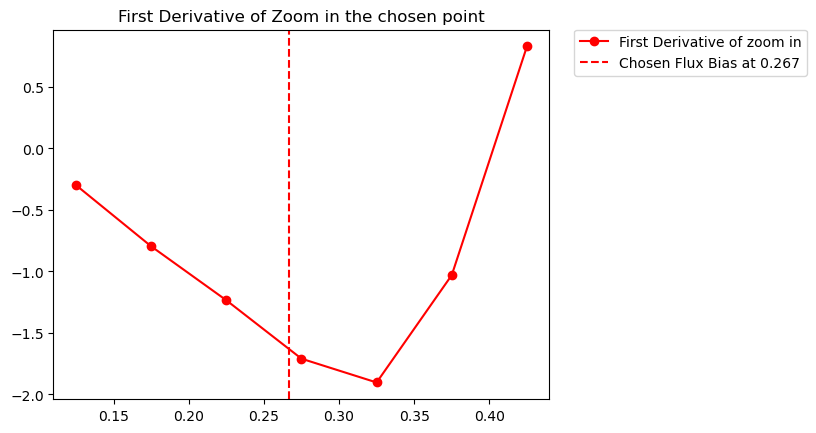 First Derivative of Zoom in the chosen point
First Derivative of zoom in
Chosen Flux Bias at 0.267
0.5
0.0
−0.5
−1.0
−1.5
−2.0
0.15 0.20 0.25 0.30 0.35 0.40